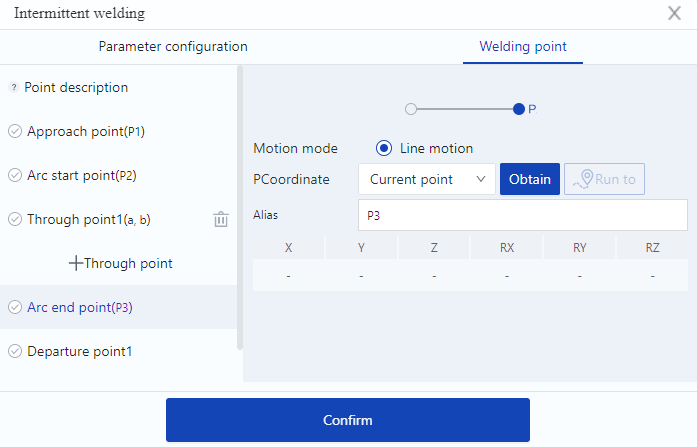 Intermittent welding
Parameter configuration Welding point
? Point description
Approach point(P1)
Arc start point(P2)
Through point1(a, b)
+Through point
Arc end point(P3)
Departure point1
P
Motion mode Line motion
PCoordinate Current point Obtain Run to
Alias P3
X Y Z RX RY RZ
- - - - - -
Confirm